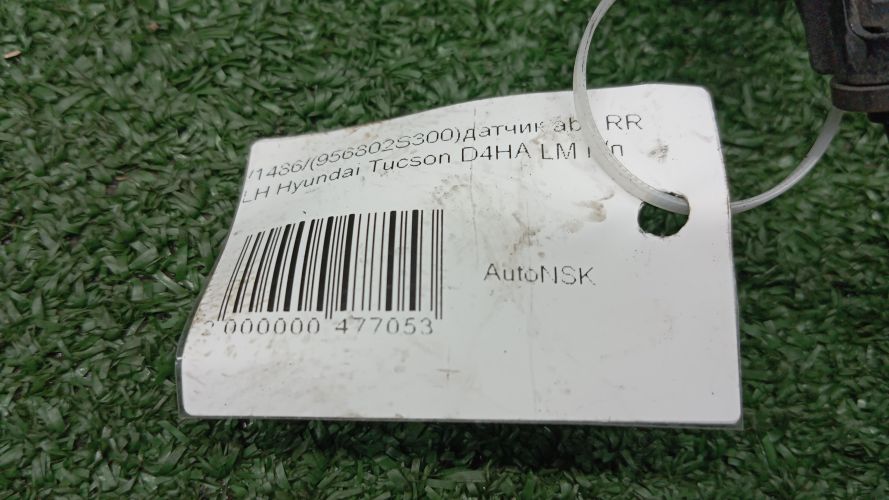 /1486/(956802S300)датчик abs RR
LH Hyundai Tucson D4HA LM п/п
AutoNSK
2 000000 477053